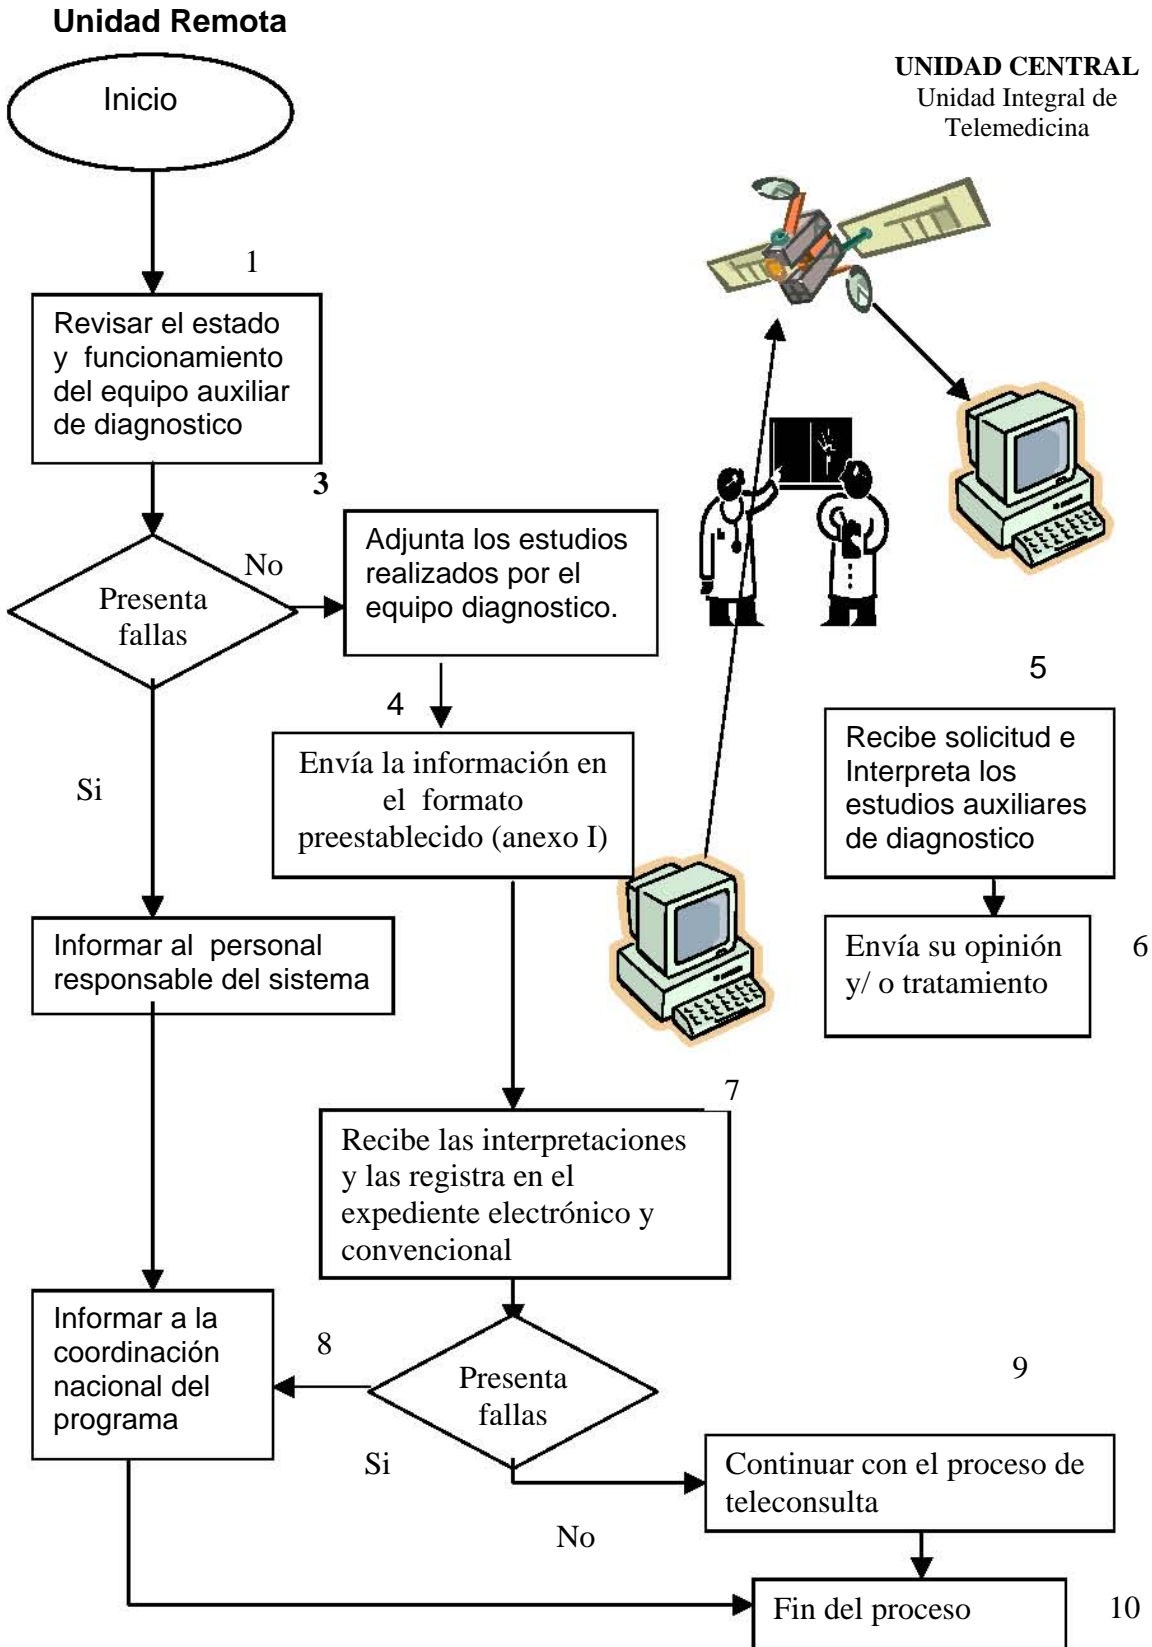 Unidad Remota
UNIDAD CENTRAL
Unidad Integral de
Telemedicina
Inicio
1
Revisar el estado
y funcionamiento
del equipo auxiliar
de diagnostico
3
No
Presenta
fallas
Adjunta los estudios
realizados por el
equipo diagnostico.
4
Envía la información en
el formato
preestablecido (anexo I)
5
Recibe solicitud e
Interpreta los
estudios auxiliares
de diagnostico
Si
Informar al personal
responsable del sistema
Envía su opinión
y/ o tratamiento
6
7
Recibe las interpretaciones
y las registra en el
expediente electrónico y
convencional
Informar a la
coordinación
nacional del
programa
8
Presenta
fallas
Si
No
9
Continuar con el proceso de
teleconsulta
Fin del proceso
10